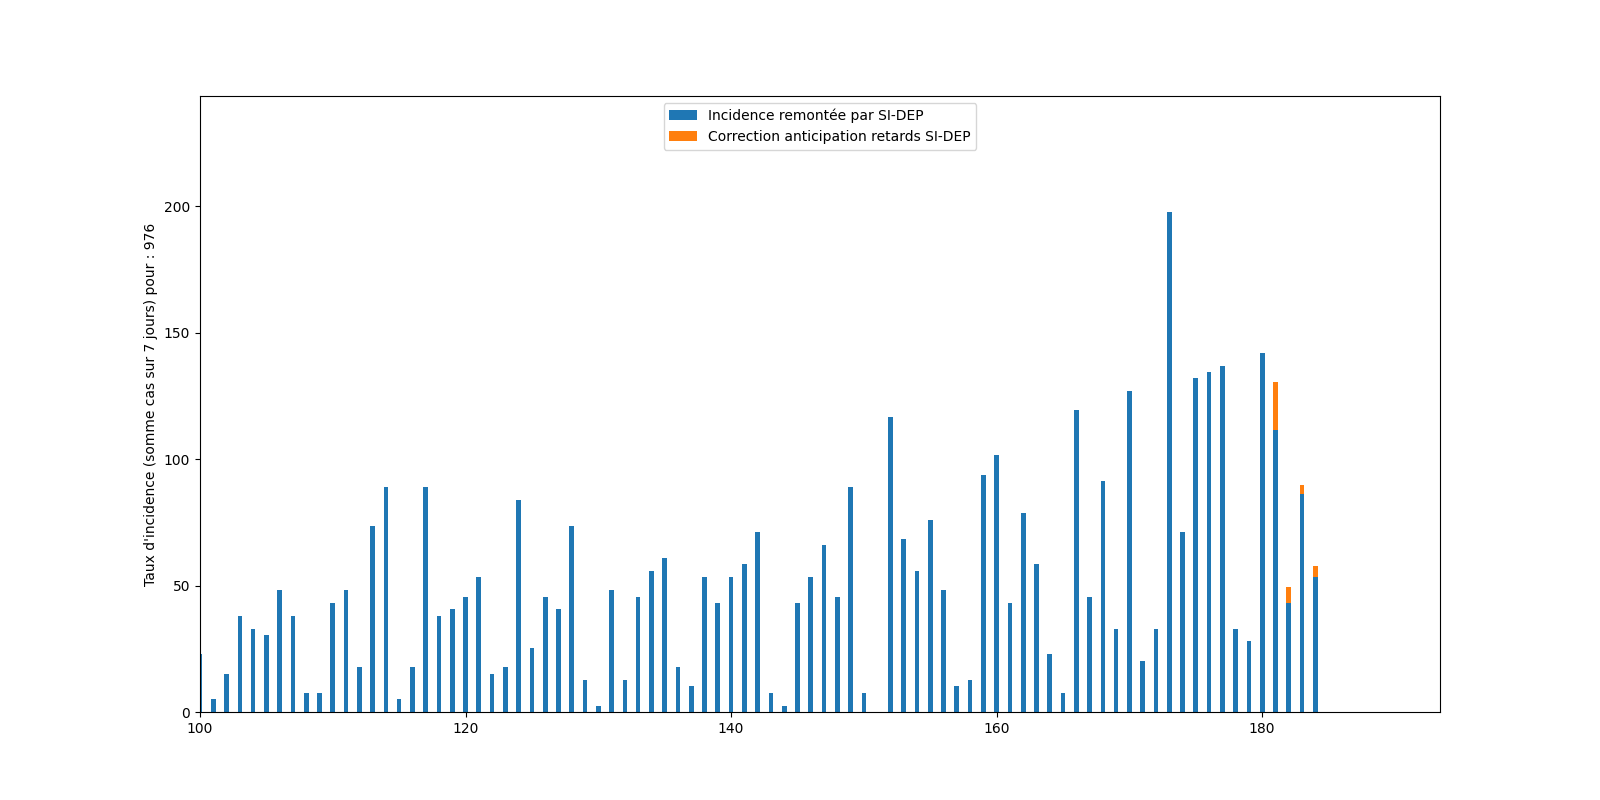 Incidence remontée par SI-DEP
Correction anticipation retards SI-DEP
Taux d'incidence (somme cas sur 7 jours) pour : 976
200
150
100
50
0
100 120 140 160 180